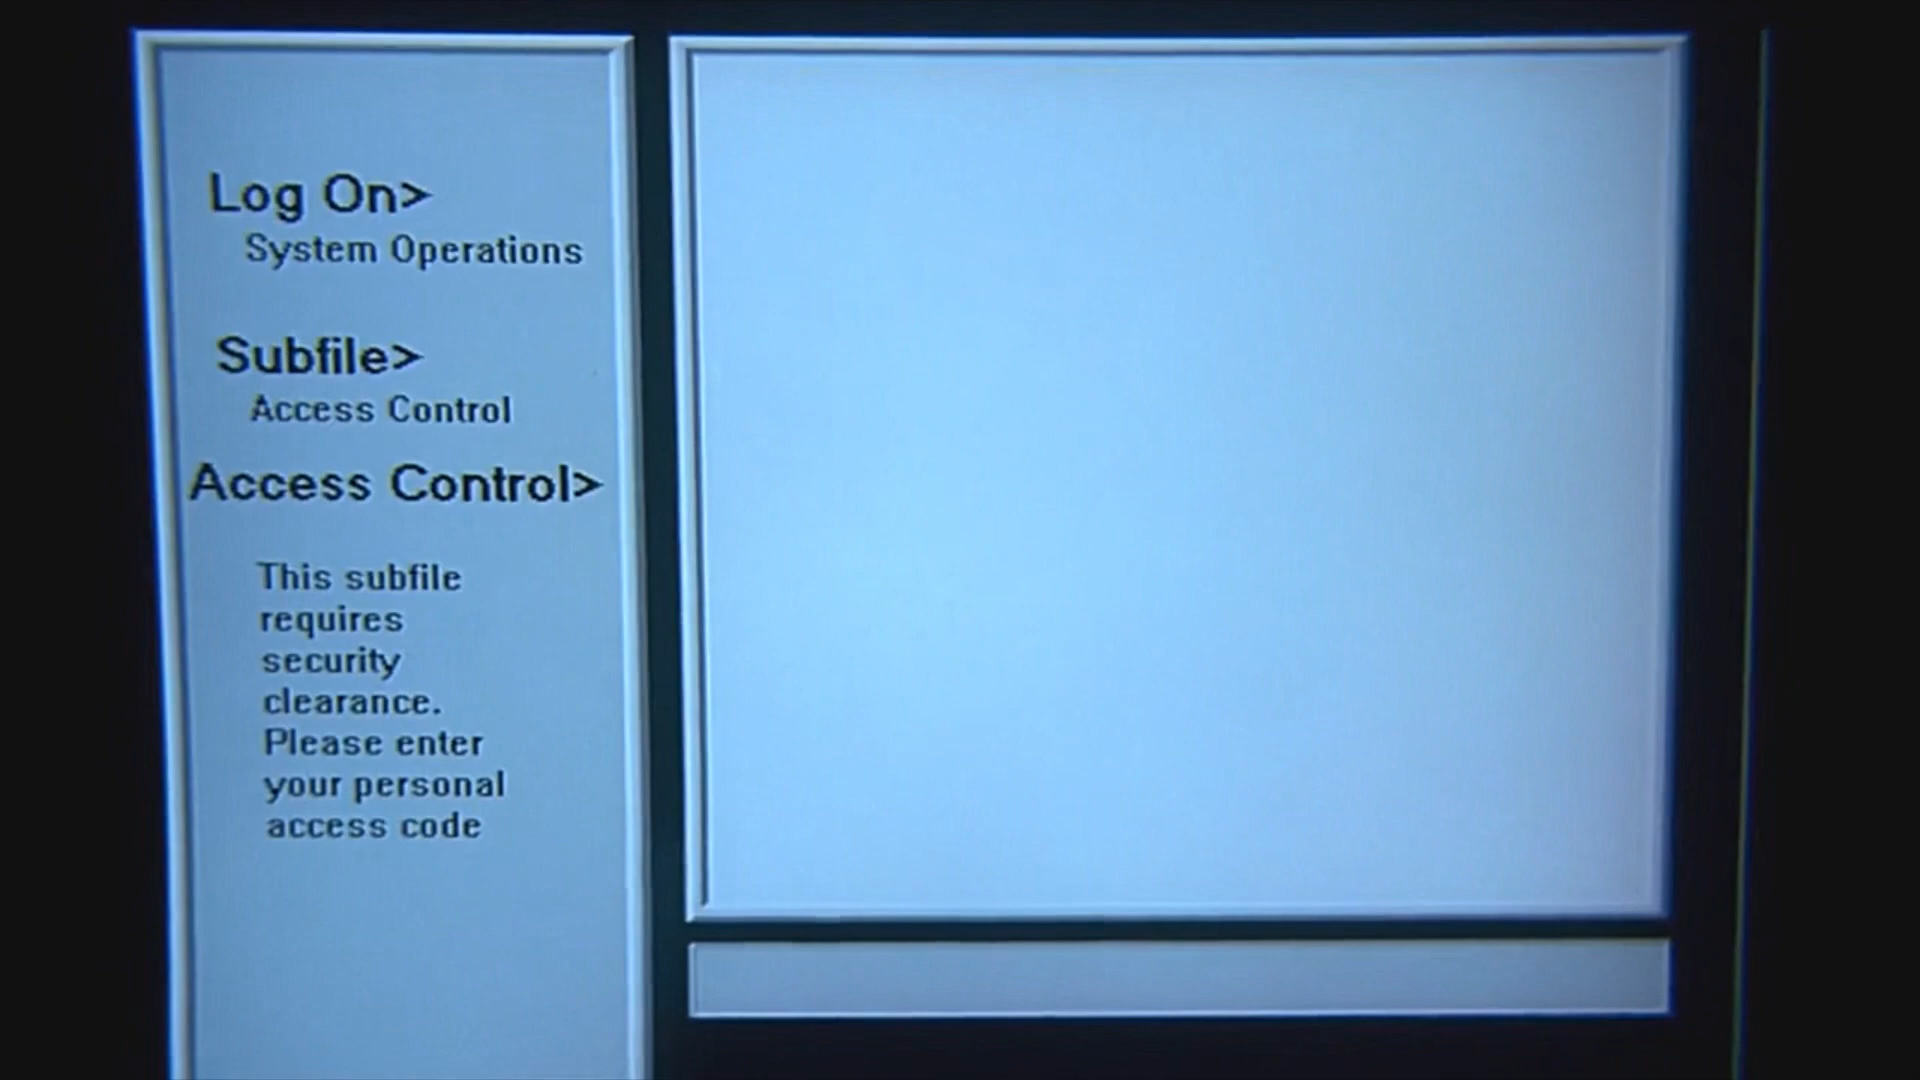 Log On>
System Operations
Subfile>
Access Control
Access Control>
This subfile
requires
security
clearance.
Please enter
your personal
access code